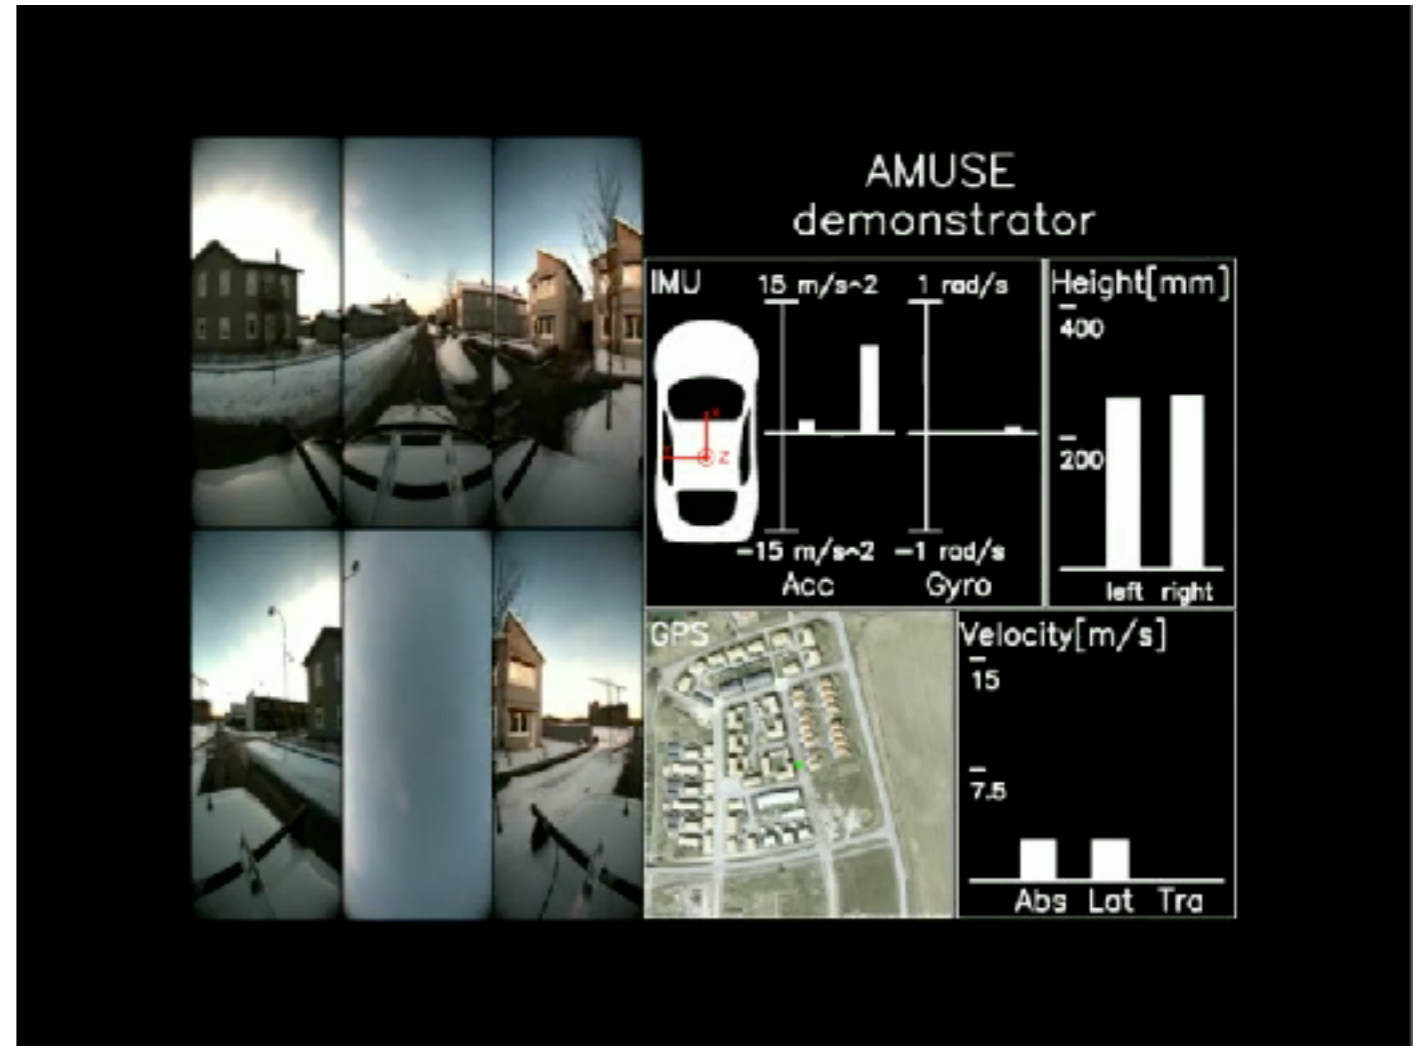 AMUSE
demonstrator
IMU
15 m/s^2
1 rad/s
X
Y
Z
-15 m/s^2
-1 rad/s
Acc
Gyro
Height[mm]
400
200
left right
GPS
Velocity[m/s]
15
7.5
Abs Lat Tra